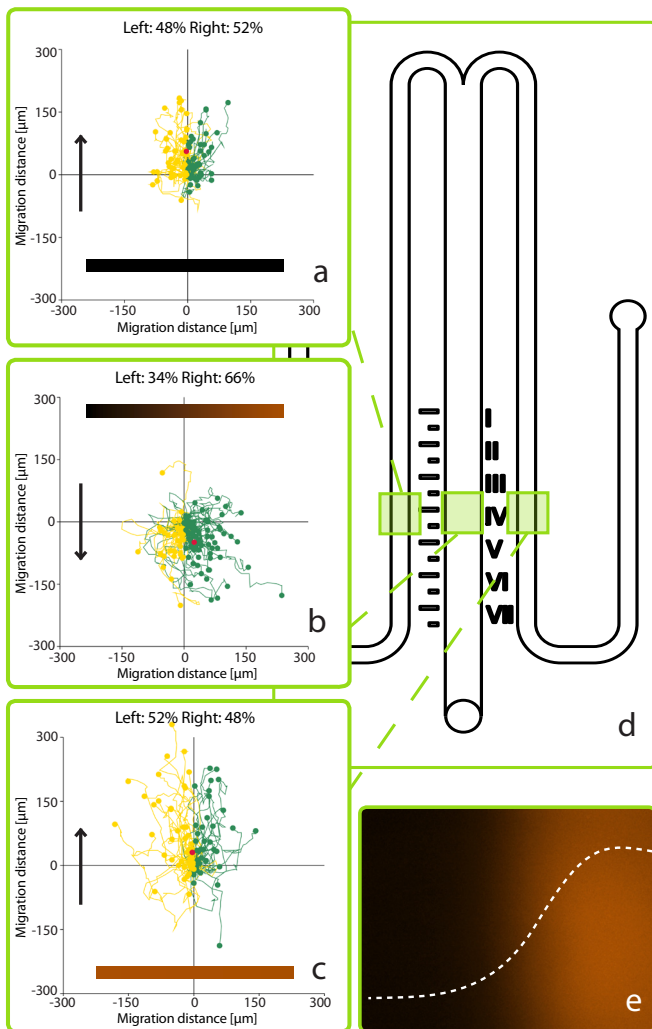 Left: 48% Right: 52%
300
150
0
-150
-300
Migration distance [µm]
-300 -150 0 150 300
Migration distance [µm]
a
Left: 34% Right: 66%
300
150
0
-150
-300
Migration distance [µm]
-300 -150 0 150 300
Migration distance [µm]
b
Left: 52% Right: 48%
300
150
0
-150
-300
Migration distance [µm]
-300 -150 0 150 300
Migration distance [µm]
c
I
II
III
IV
V
VI
VII
d
e